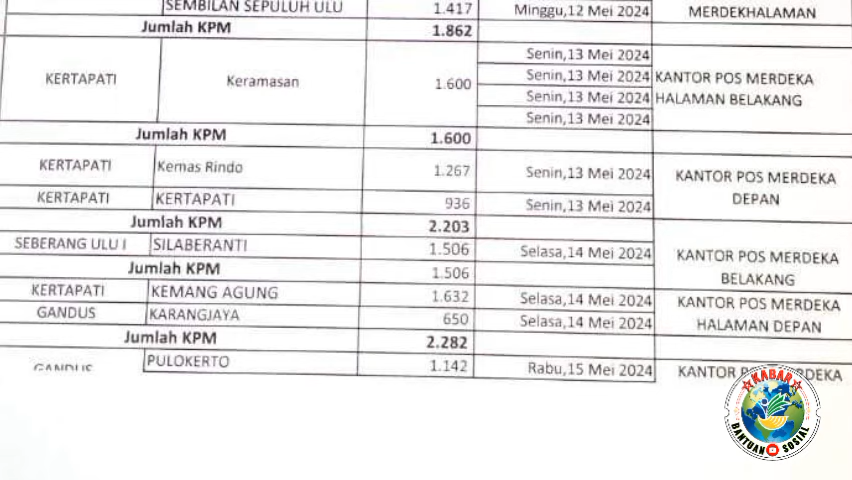 SEMBILAN SEPULUH ULU 1.417 Minggu,12 Mei 2024 MERDEKHALAMAN
Jumlah KPM 1.862
Senin,13 Mei 2024
KERTAPATI Keramasan 1.600 Senin,13 Mei 2024 KANTOR POS MERDEKA
Senin,13 Mei 2024 HALAMAN BELAKANG
Senin,13 Mei 2024
Jumlah KPM 1.600
KERTAPATI Kemas Rindo 1.267 Senin,13 Mei 2024 KANTOR POS MERDEKA
KERTAPATI KERTAPATI 936 Senin,13 Mei 2024 DEPAN
Jumlah KPM 2.203
SEBERANG ULU I SILABERANTI 1.506 Selasa,14 Mei 2024 KANTOR POS MERDEKA
Jumlah KPM 1.506 BELAKANG
KERTAPATI KEMANG AGUNG 1.632 Selasa,14 Mei 2024 KANTOR POS MERDEKA
GANDUS KARANGJAYA 650 Selasa,14 Mei 2024 HALAMAN DEPAN
Jumlah KPM 2.282
GANDUS PULOKERTO 1.142 Rabu,15 Mei 2024 KANTOR
KABAR
BANTUAN SOSIAL